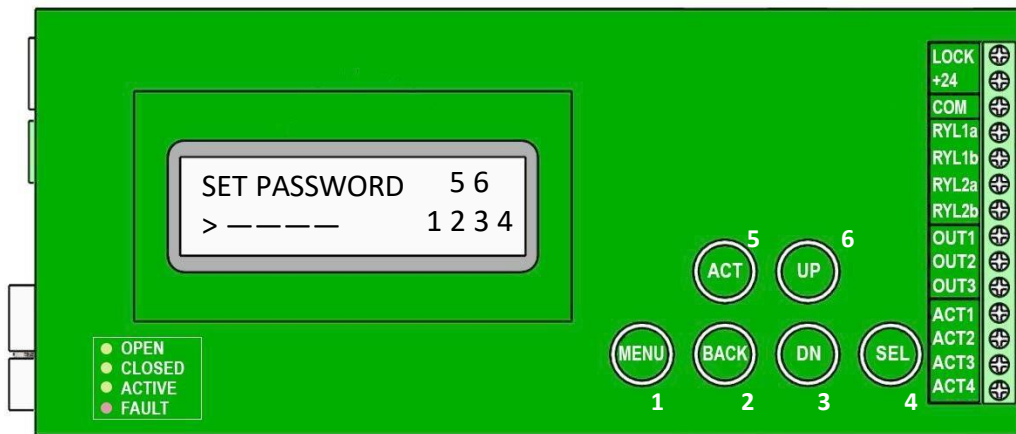 SET PASSWORD 5 6
> ———— 1 2 3 4
LOCK
+24
COM
RYL1a
RYL1b
RYL2a
RYL2b
OUT1
OUT2
OUT3
ACT1
ACT2
ACT3
ACT4
5 6
ACT UP
MENU BACK DN SEL
1 2 3 4
OPEN
CLOSED
ACTIVE
FAULT